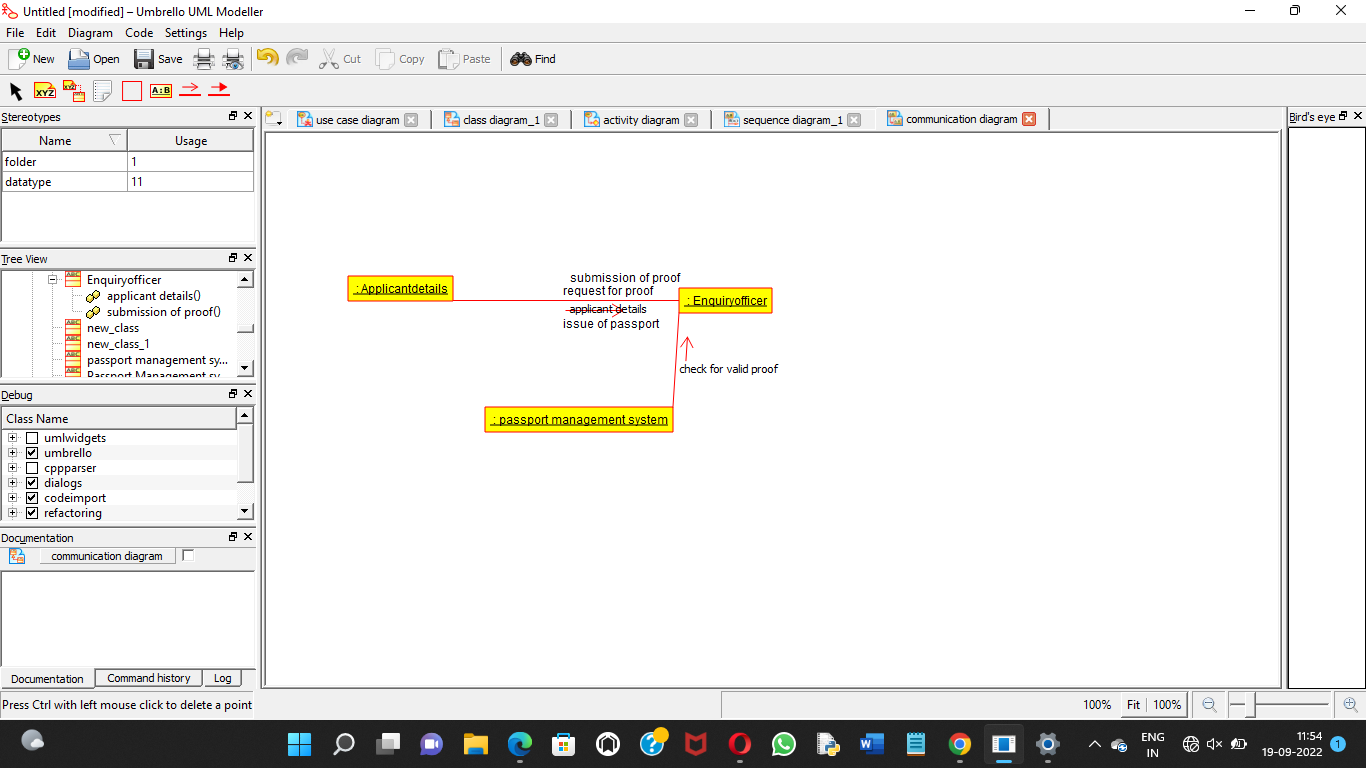 Untitled [modified] – Umbrello UML Modeller
File Edit Diagram Code Settings Help
New Open Save Cut Copy Paste Find
XYZ XYZ A:B
Stereotypes
Name Usage
folder 1
datatype 11
Tree View
Enquiryofficer
applicant details()
submission of proof()
new_class
new_class_1
passport management sy...
Passport Management sy...
Debug
Class Name
umlwidgets
umbrello
cppparser
dialogs
codeimport
refactoring
Documentation
communication diagram
Documentation Command history Log
Press Ctrl with left mouse click to delete a point
use case diagram class diagram_1 activity diagram sequence diagram_1 communication diagram
: Applicantdetails
submission of proof
request for proof
applicant details
issue of passport
: Enquiryofficer
check for valid proof
: passport management system
Bird's eye
100% Fit 100%
ENG
IN
11:54
19-09-2022
1